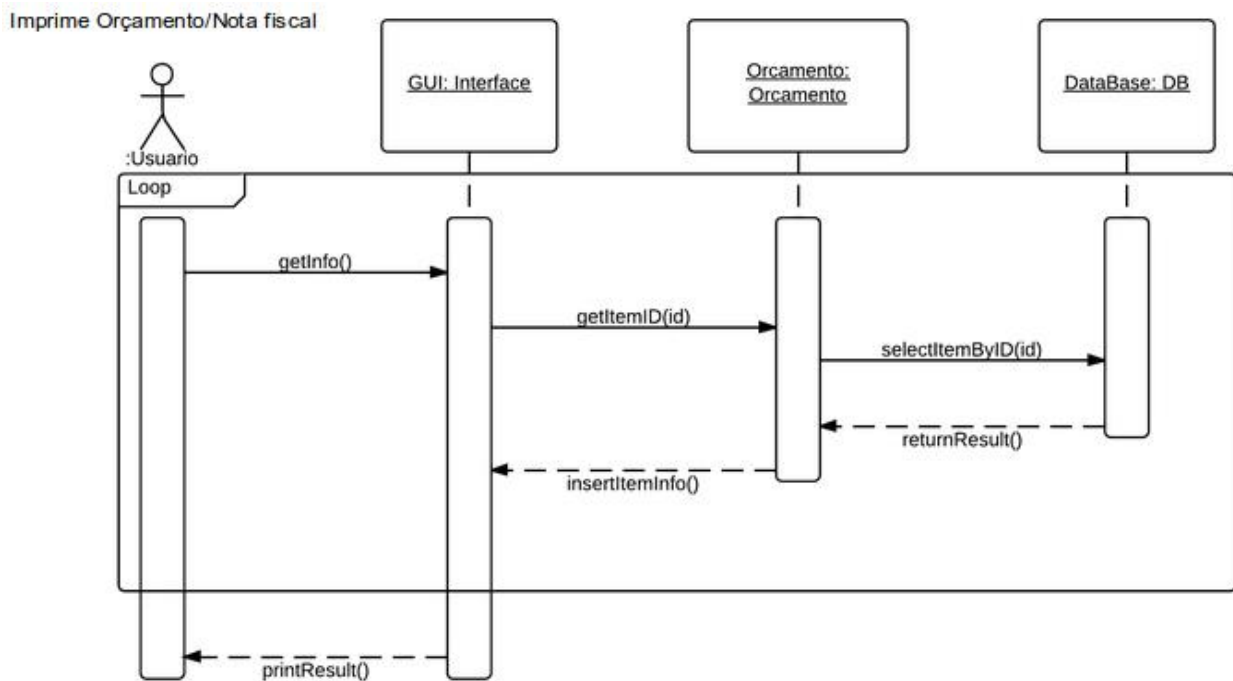 Imprime Orçamento/Nota fiscal
GUI: Interface
Orcamento:
Orcamento
DataBase: DB
:Usuario
Loop
getInfo()
getItemID(id)
selectItemByID(id)
returnResult()
insertItemInfo()
printResult()